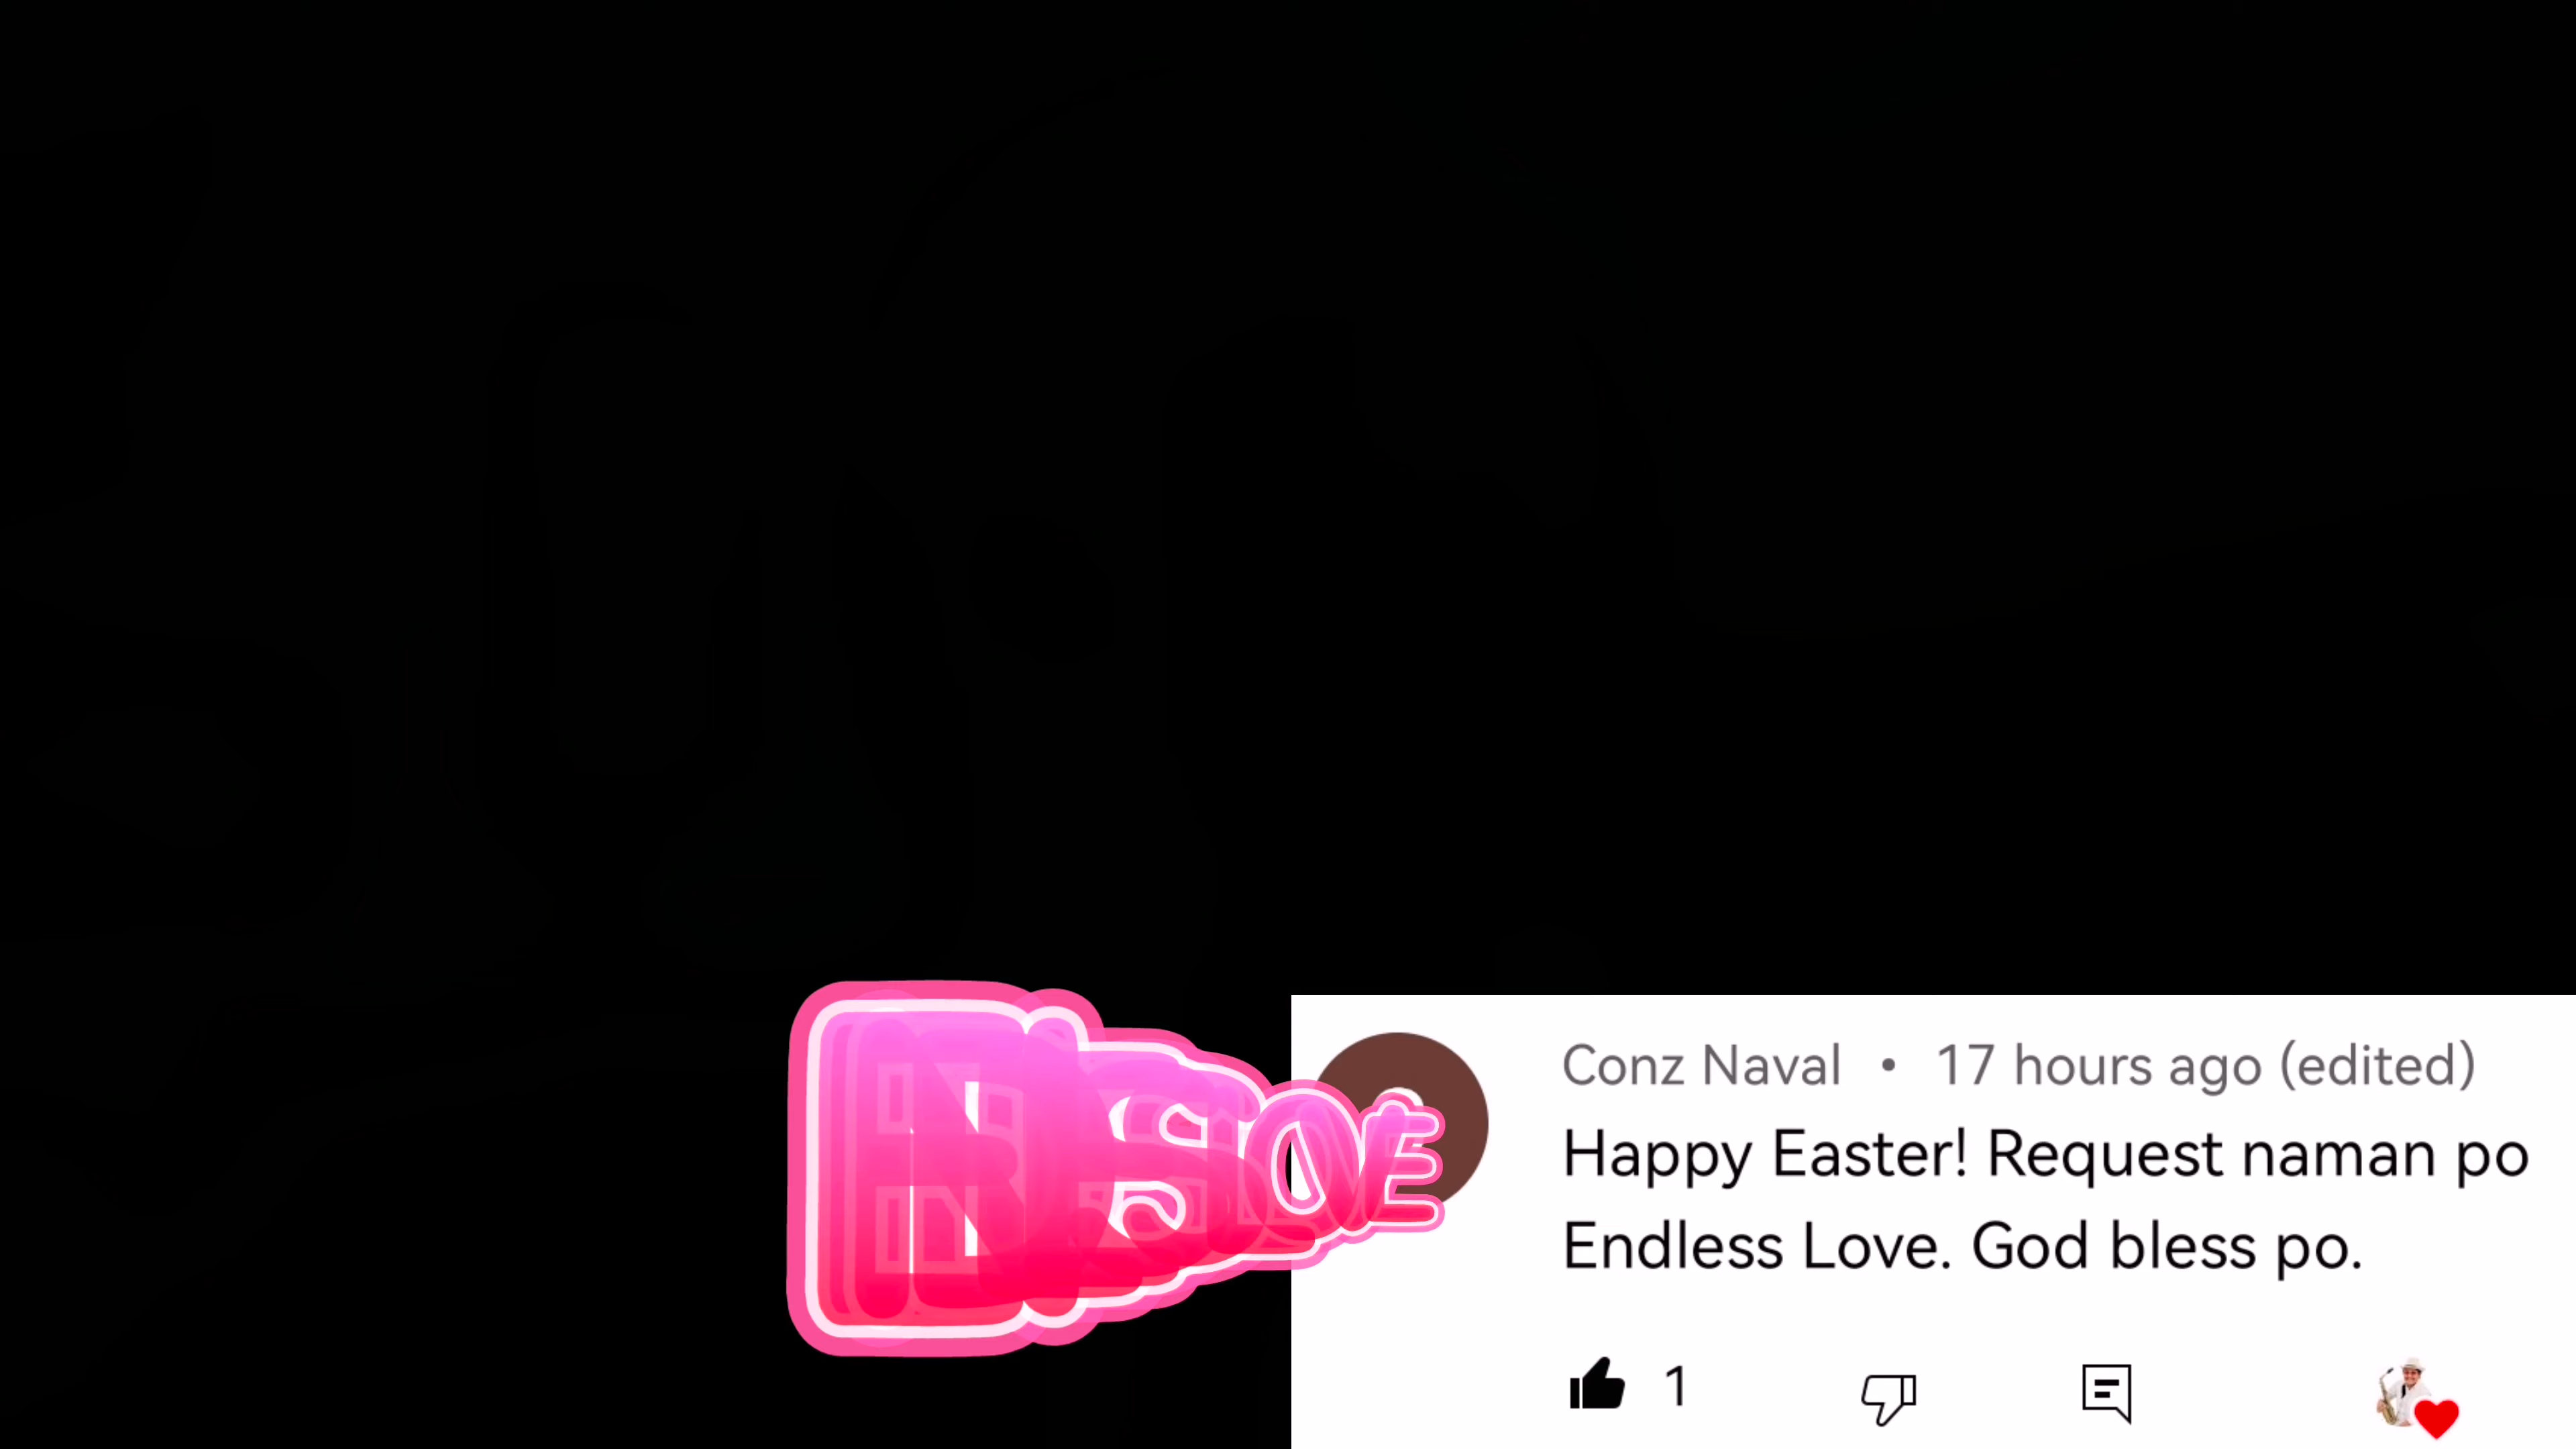 Conz Naval • 17 hours ago (edited)
Happy Easter! Request naman po
Endless Love. God bless po.
1